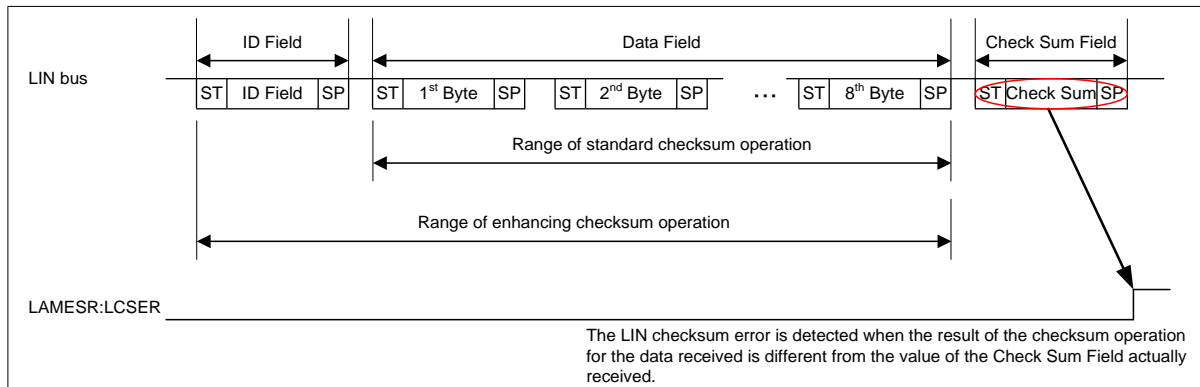 ID Field Data Field Check Sum Field
LIN bus
ST ID Field SP ST 1st Byte SP ST 2nd Byte SP ... ST 8th Byte SP ST Check Sum SP
Range of standard checksum operation
Range of enhancing checksum operation
LAMESR:LCSER
The LIN checksum error is detected when the result of the checksum operation
for the data received is different from the value of the Check Sum Field actually
received.